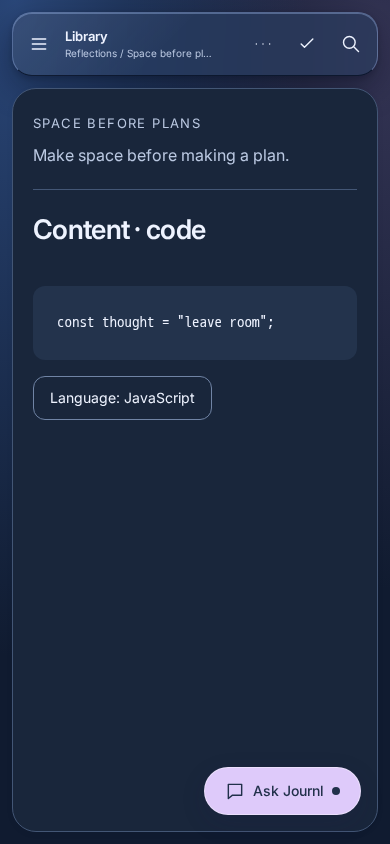 Library
Reflections / Space before pl...
SPACE BEFORE PLANS
Make space before making a plan.
Content · code
const thought = "leave room";
Language: JavaScript
Ask Journl